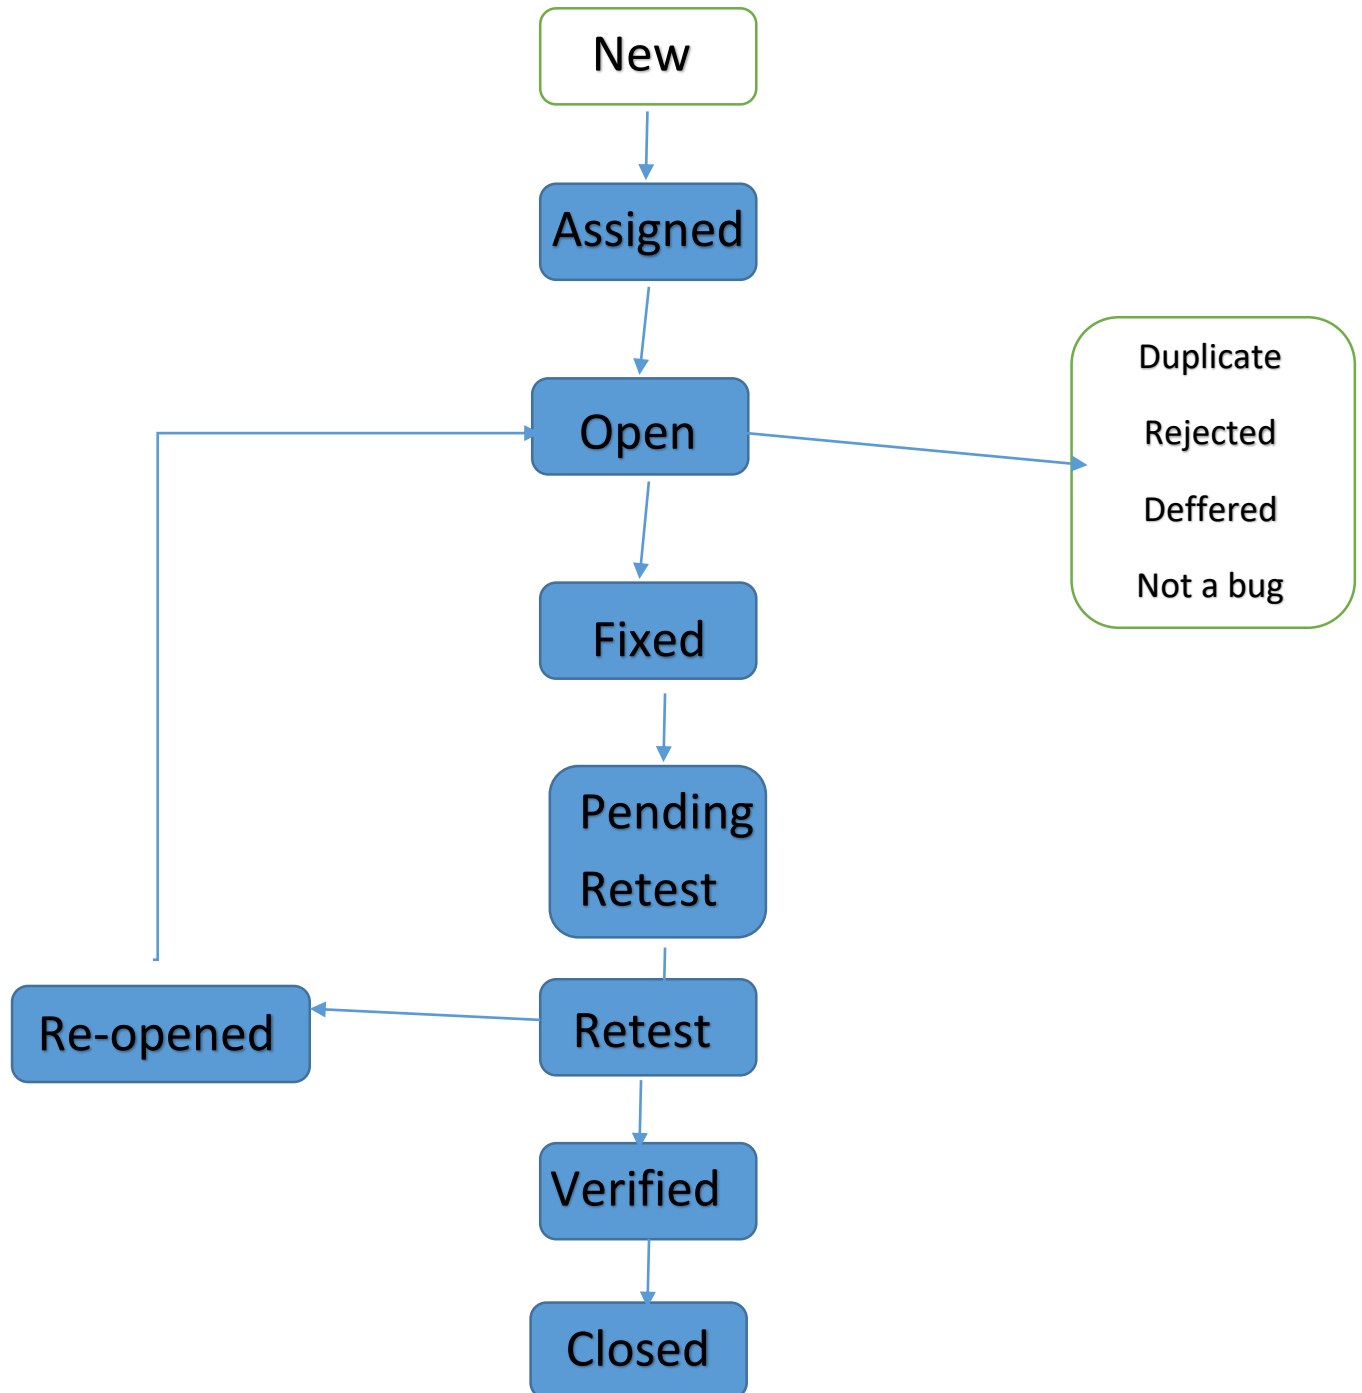 New
Assigned
Open
Duplicate
Rejected
Deffered
Not a bug
Fixed
Pending
Retest
Re-opened
Retest
Verified
Closed